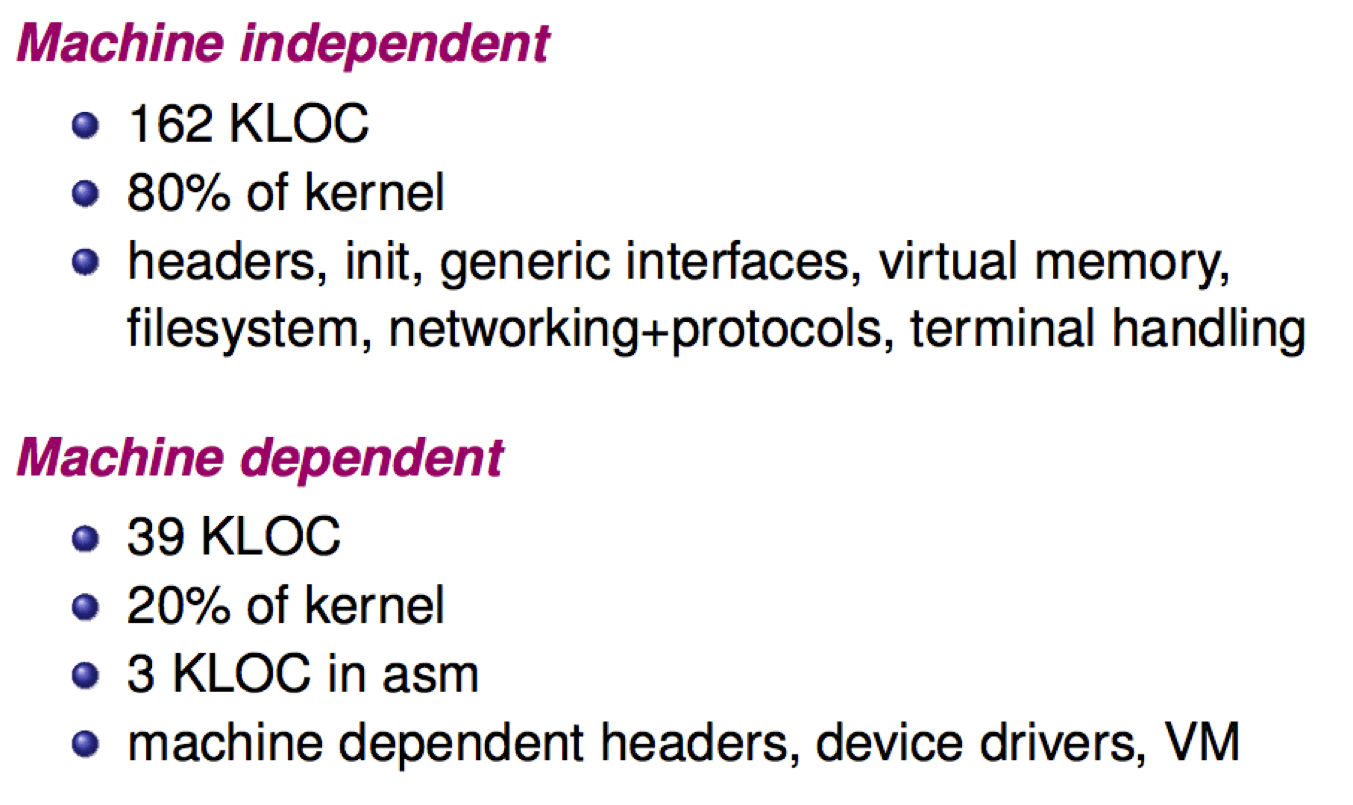 Machine independent
162 KLOC
80% of kernel
headers, init, generic interfaces, virtual memory,
filesystem, networking+protocols, terminal handling
Machine dependent
39 KLOC
20% of kernel
3 KLOC in asm
machine dependent headers, device drivers, VM